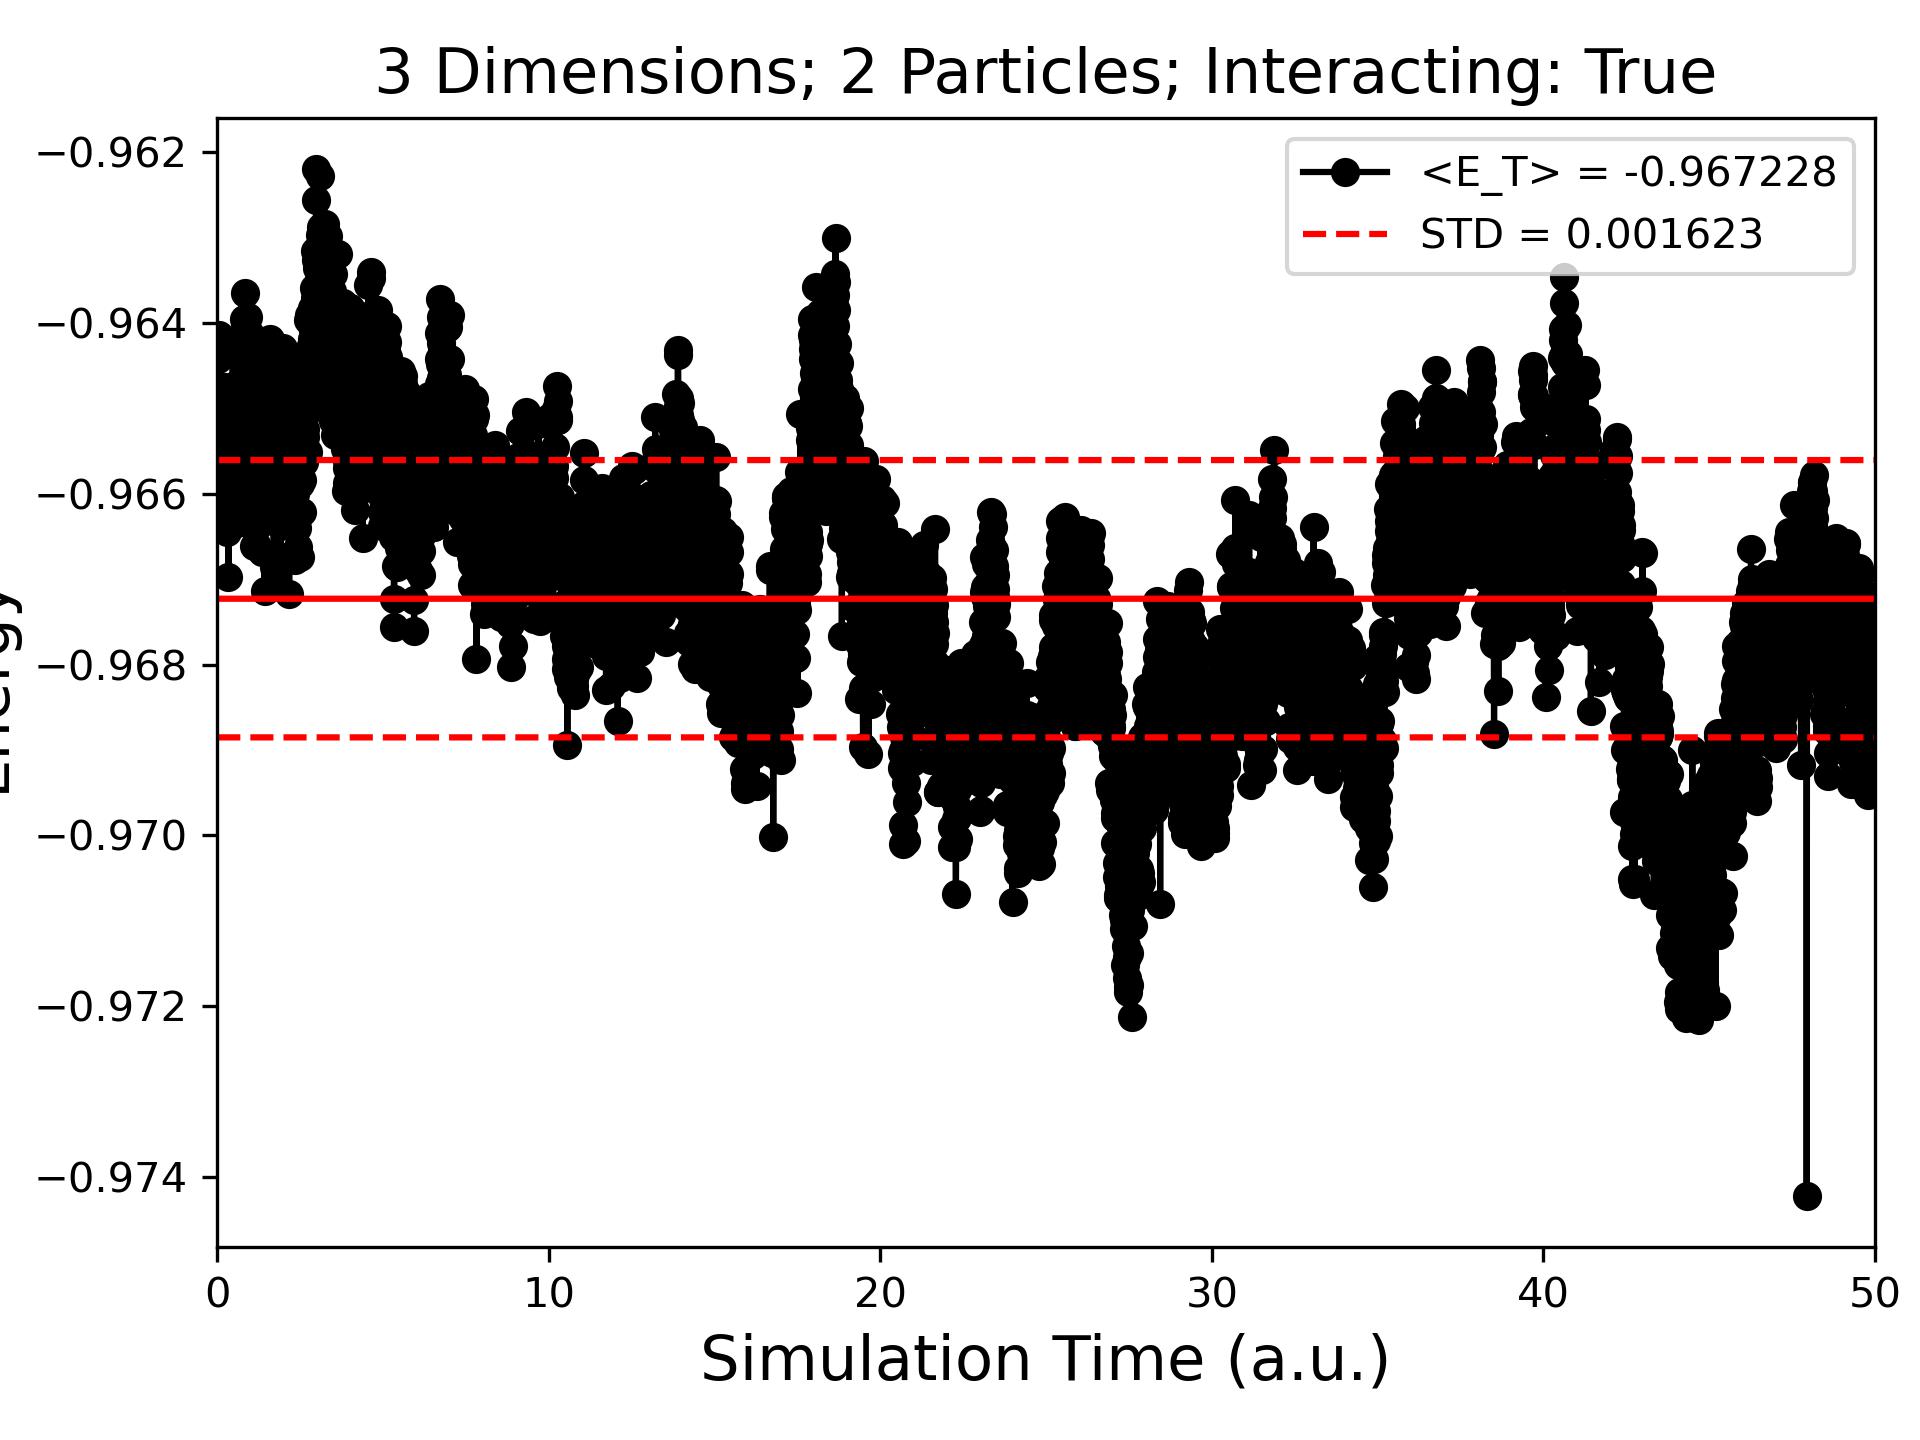 3 Dimensions; 2 Particles; Interacting: True
<E_T> = -0.967228
STD = 0.001623
−0.962
−0.964
−0.966
−0.968
−0.970
−0.972
−0.974
Energy
0 10 20 30 40 50
Simulation Time (a.u.)